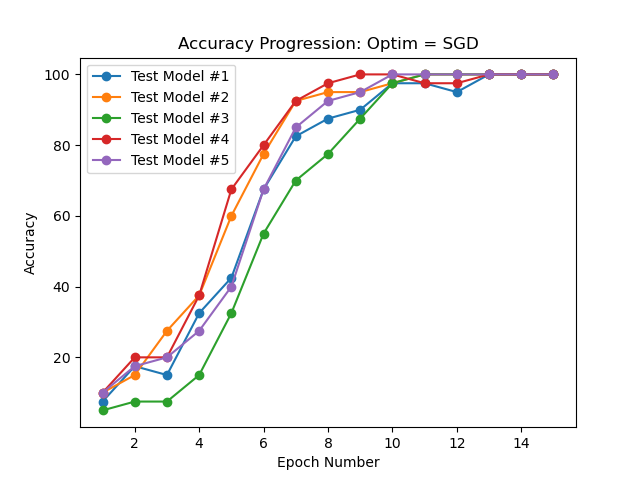 Accuracy Progression: Optim = SGD
100
80
60
40
20
Accuracy
Test Model #1
Test Model #2
Test Model #3
Test Model #4
Test Model #5
2 4 6 8 10 12 14
Epoch Number